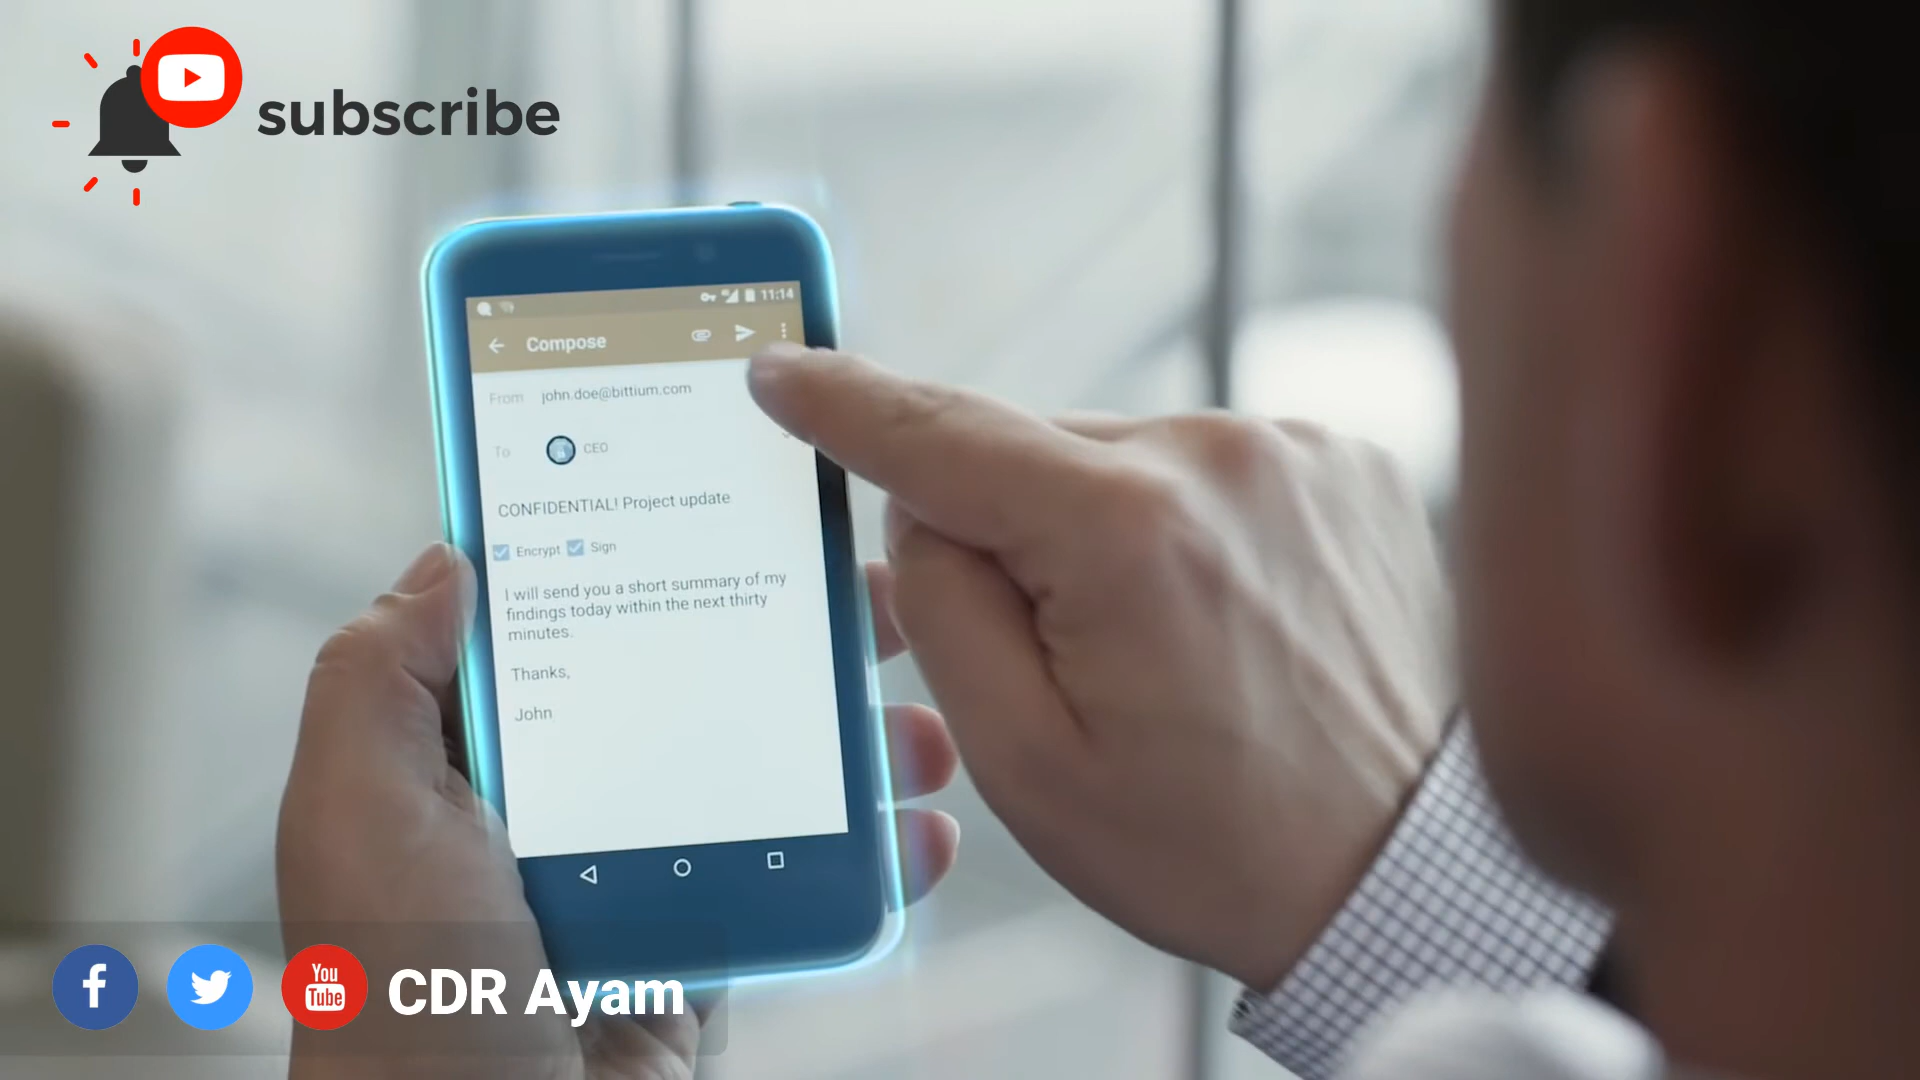 subscribe
11:14
Compose
From john.doe@bittium.com
To CEO
CONFIDENTIAL! Project update
Encrypt Sign
I will send you a short summary of my
findings today within the next thirty
minutes.
Thanks,
John
You
Tube
CDR Ayam